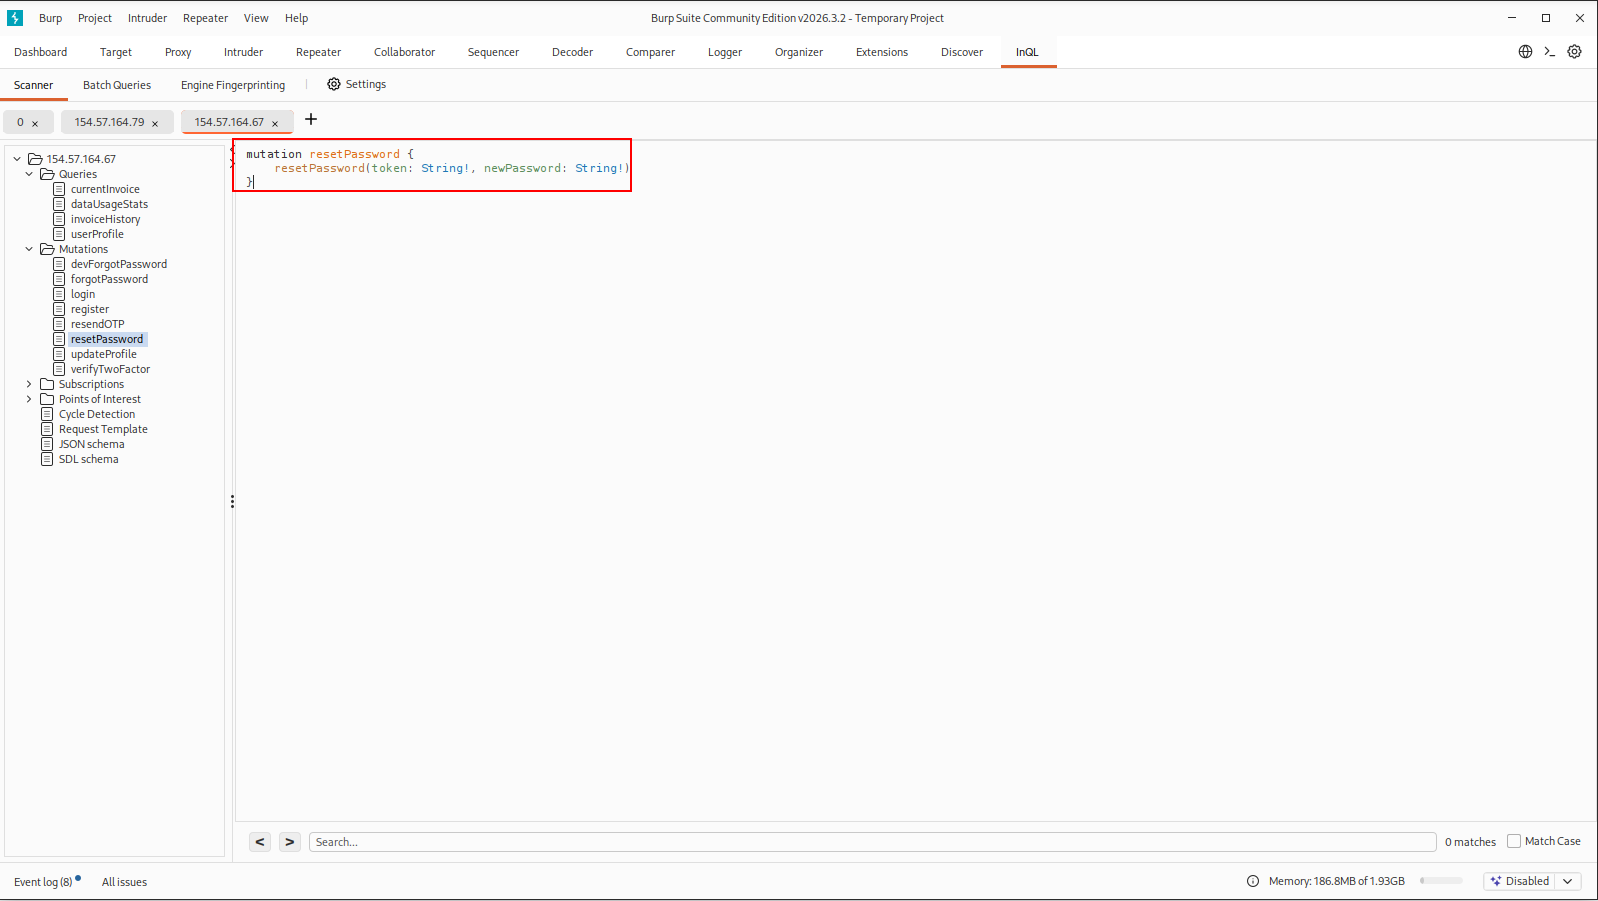 Burp Project Intruder Repeater View Help Burp Suite Community Edition v2026.3.2 - Temporary Project
Dashboard Target Proxy Intruder Repeater Collaborator Sequencer Decoder Comparer Logger Organizer Extensions Discover InQL
Scanner Batch Queries Engine Fingerprinting Settings
0 × 154.57.164.79 × 154.57.164.67 × +
154.57.164.67
Queries
currentInvoice
dataUsageStats
invoiceHistory
userProfile
Mutations
devForgotPassword
forgotPassword
login
register
resendOTP
resetPassword
updateProfile
verifyTwoFactor
Subscriptions
Points of Interest
Cycle Detection
Request Template
JSON schema
SDL schema
mutation resetPassword {
resetPassword(token: String!, newPassword: String!)
}
< > Search... 0 matches Match Case
Event log (8) All issues Memory: 186.8MB of 1.93GB Disabled